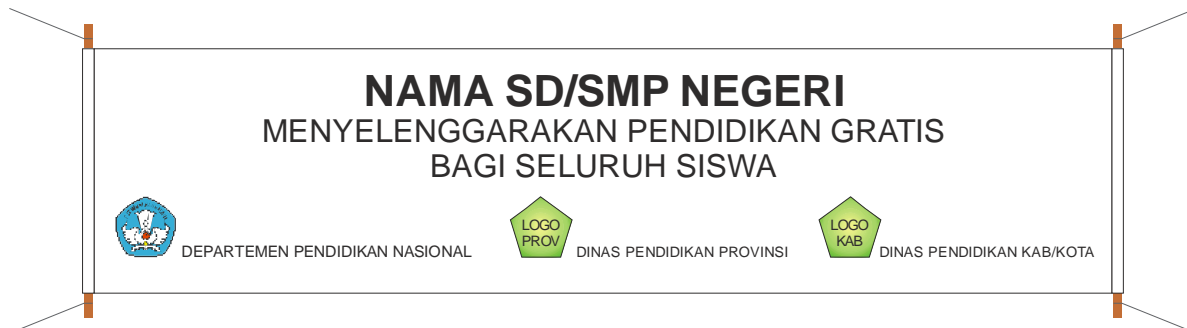 NAMA SD/SMP NEGERI
MENYELENGGARAKAN PENDIDIKAN GRATIS
BAGI SELURUH SISWA
DEPARTEMEN PENDIDIKAN NASIONAL
LOGO
PROV
DINAS PENDIDIKAN PROVINSI
LOGO
KAB
DINAS PENDIDIKAN KAB/KOTA